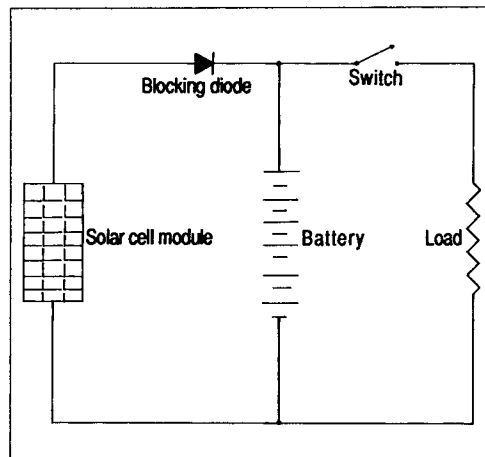 Switch
Blocking diode
Solar cell module
Battery
Load